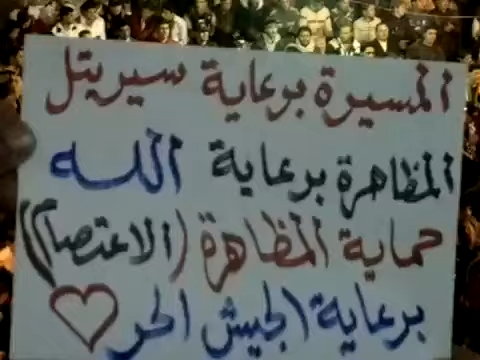 المسيرة برعاية سيريتل
المظاهرة برعاية الله
حماية المظاهرة (الاعتصام)
برعاية الجيش الحر